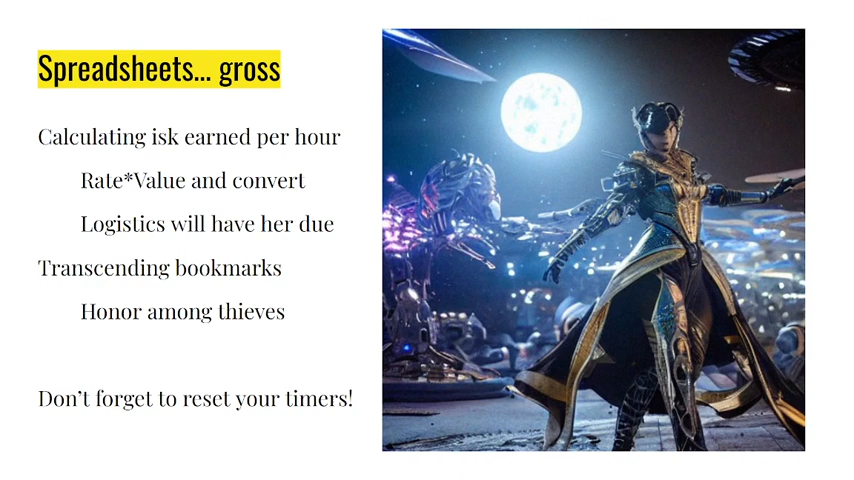 Spreadsheets... gross
Calculating isk earned per hour
Rate*Value and convert
Logistics will have her due
Transcending bookmarks
Honor among thieves
Don’t forget to reset your timers!